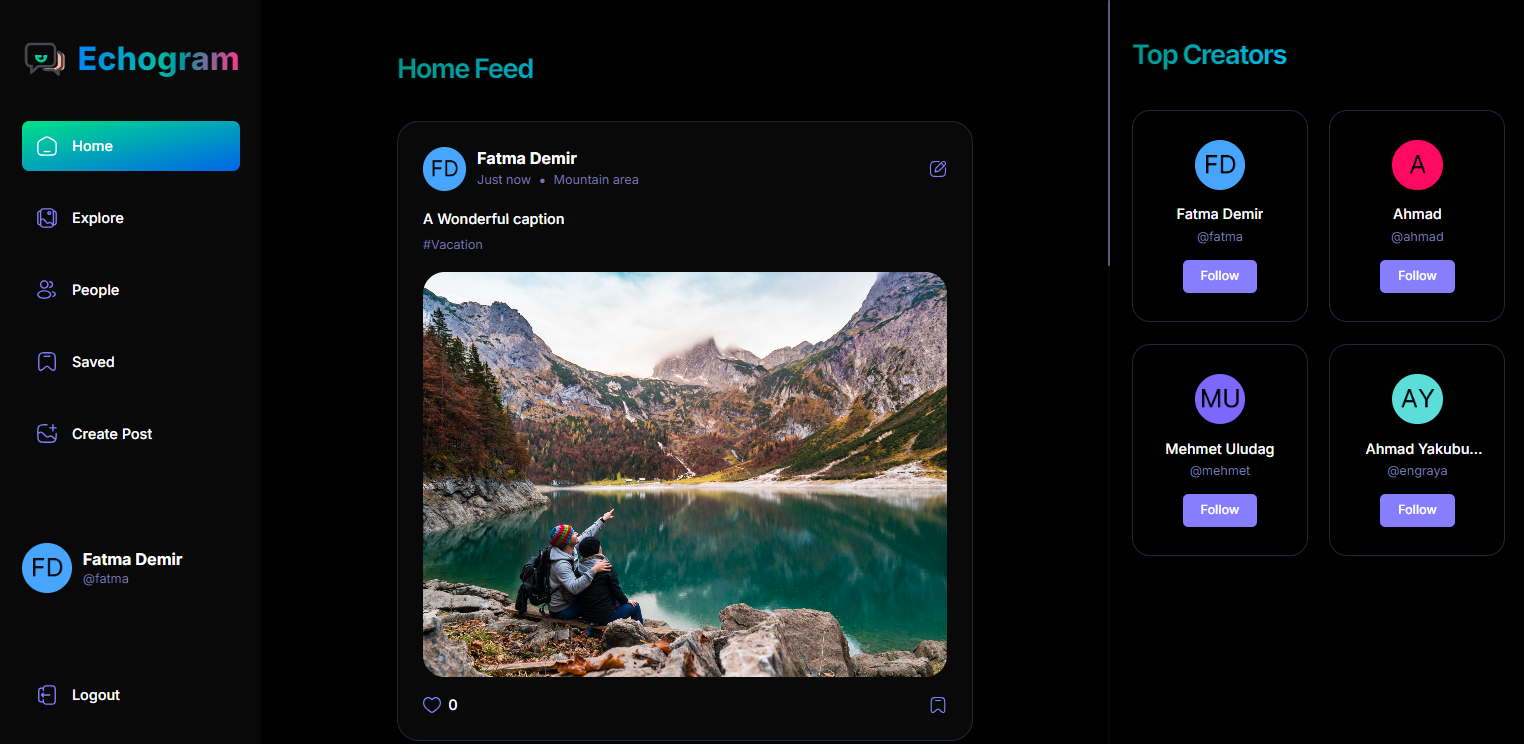 Echogram
Home
Explore
People
Saved
Create Post
FD
Fatma Demir
@fatma
Logout
Home Feed
FD
Fatma Demir
Just now • Mountain area
A Wonderful caption
#Vacation
0
Top Creators
FD
Fatma Demir
@fatma
Follow
A
Ahmad
@ahmad
Follow
MU
Mehmet Uludag
@mehmet
Follow
AY
Ahmad Yakubu...
@engraya
Follow